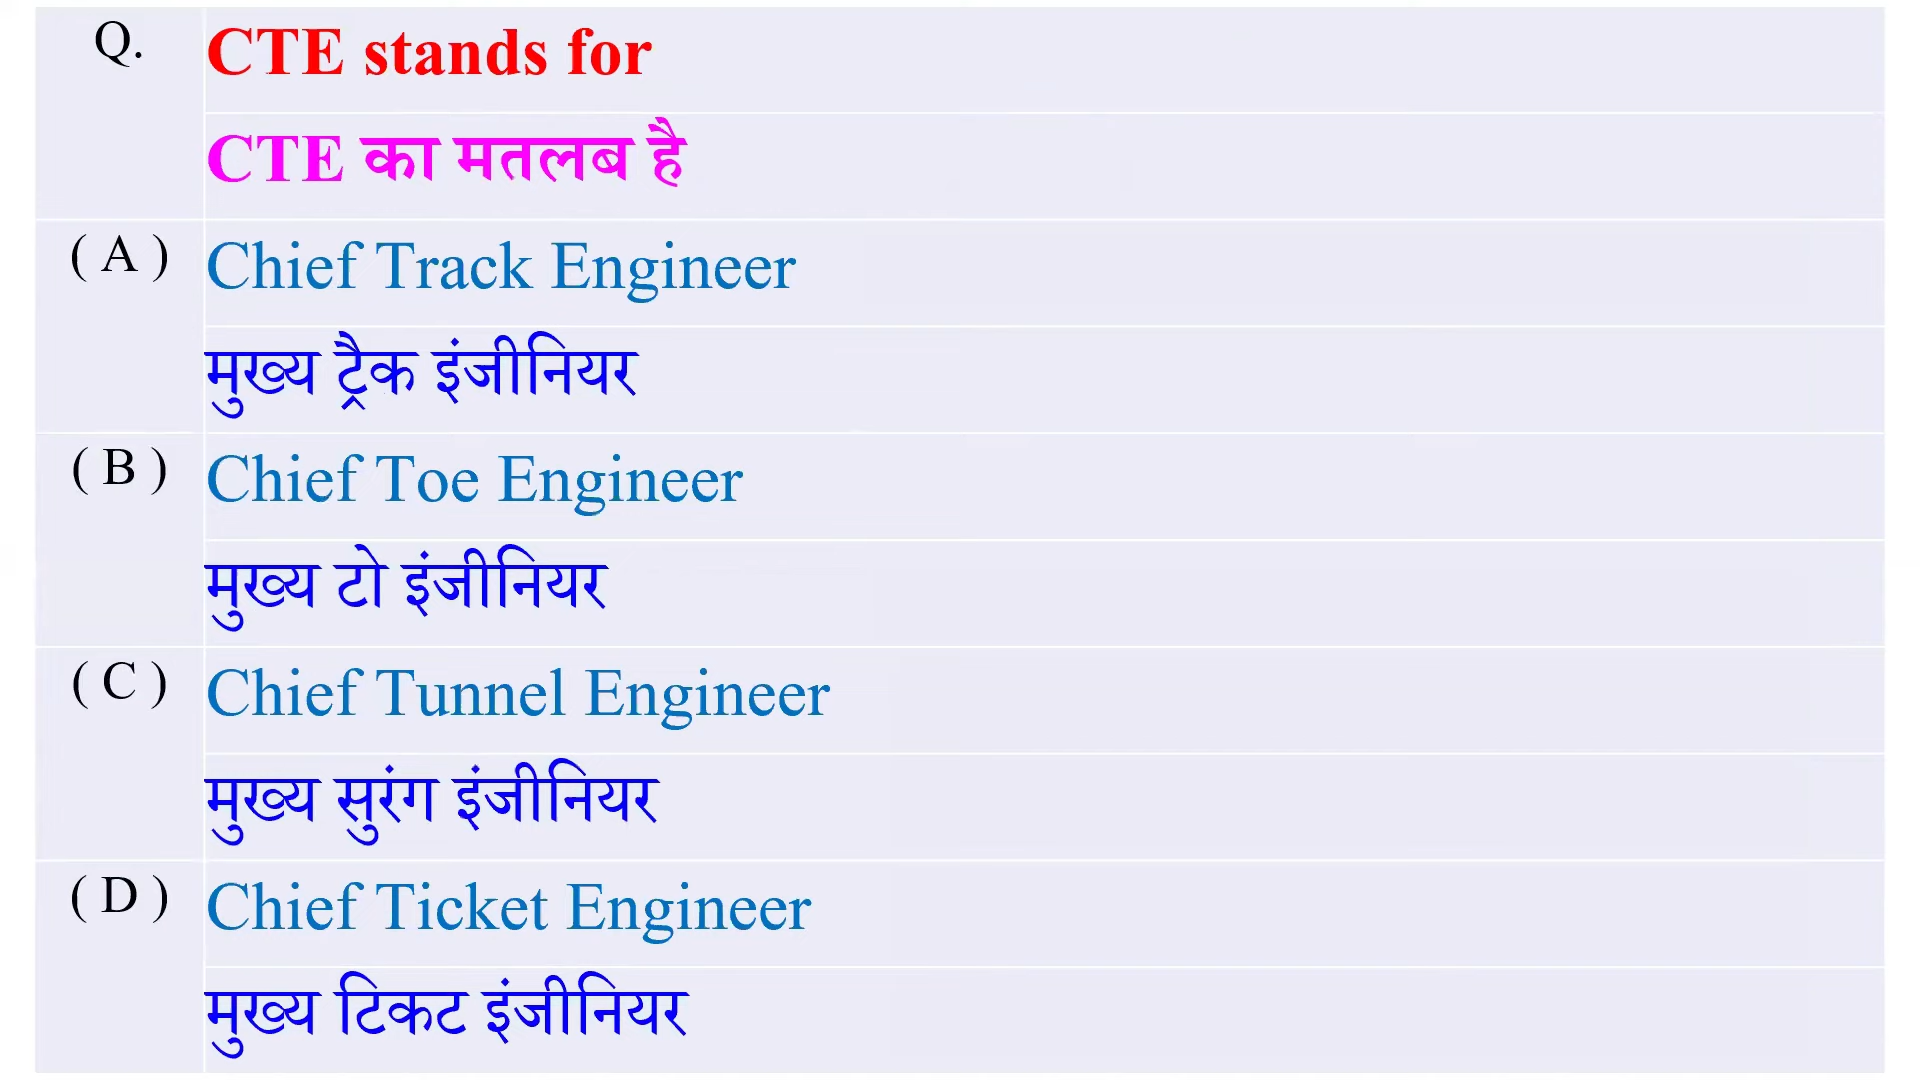 Q. CTE stands for
CTE का मतलब है
( A ) Chief Track Engineer
मुख्य ट्रैक इंजीनियर
( B ) Chief Toe Engineer
मुख्य टो इंजीनियर
( C ) Chief Tunnel Engineer
मुख्य सुरंग इंजीनियर
( D ) Chief Ticket Engineer
मुख्य टिकट इंजीनियर